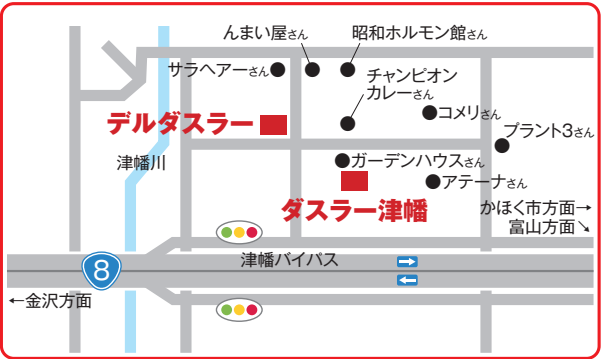 んまい屋さん
昭和ホルモン館さん
サラヘアーさん
チャンピオン
カレーさん
デルダスラー
コメリさん
プラント3さん
津幡川
ガーデンハウスさん
アテーナさん
ダスラー津幡
かほく市方面→
富山方面↘
津幡バイパス
8
←金沢方面